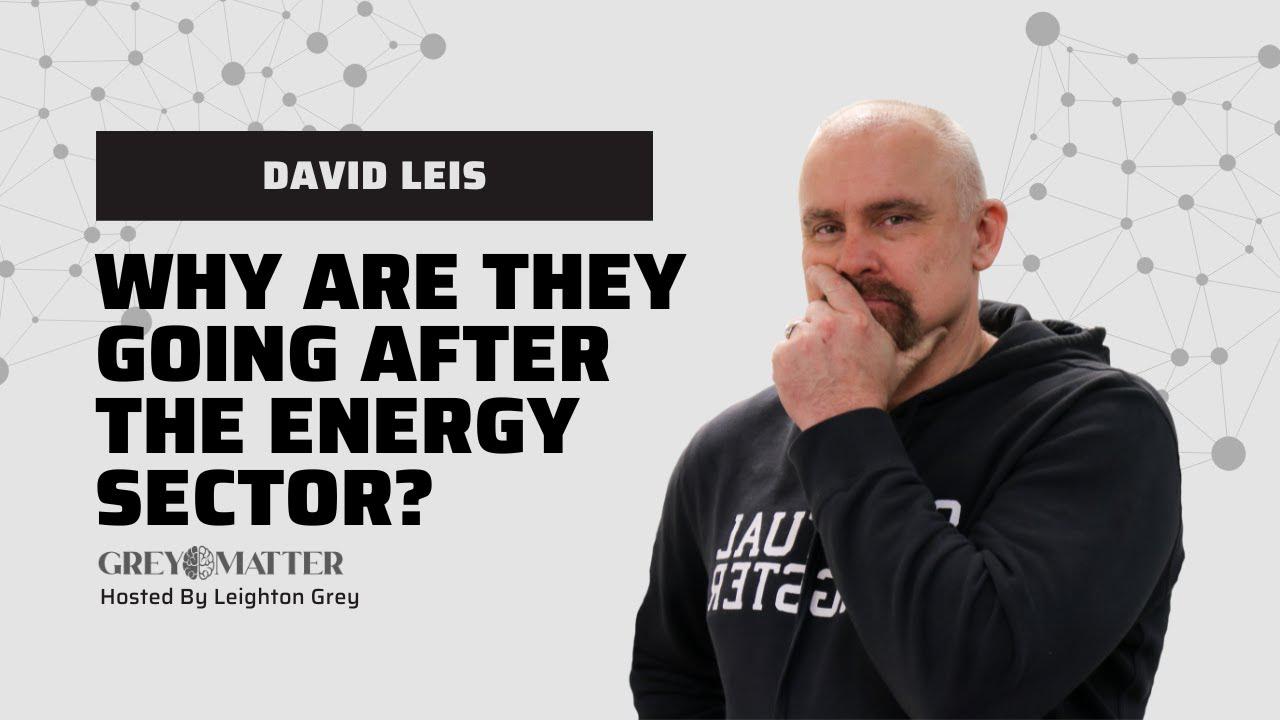 DAVID LEIS
WHY ARE THEY
GOING AFTER
THE ENERGY
SECTOR?
GREY MATTER
Hosted By Leighton Grey